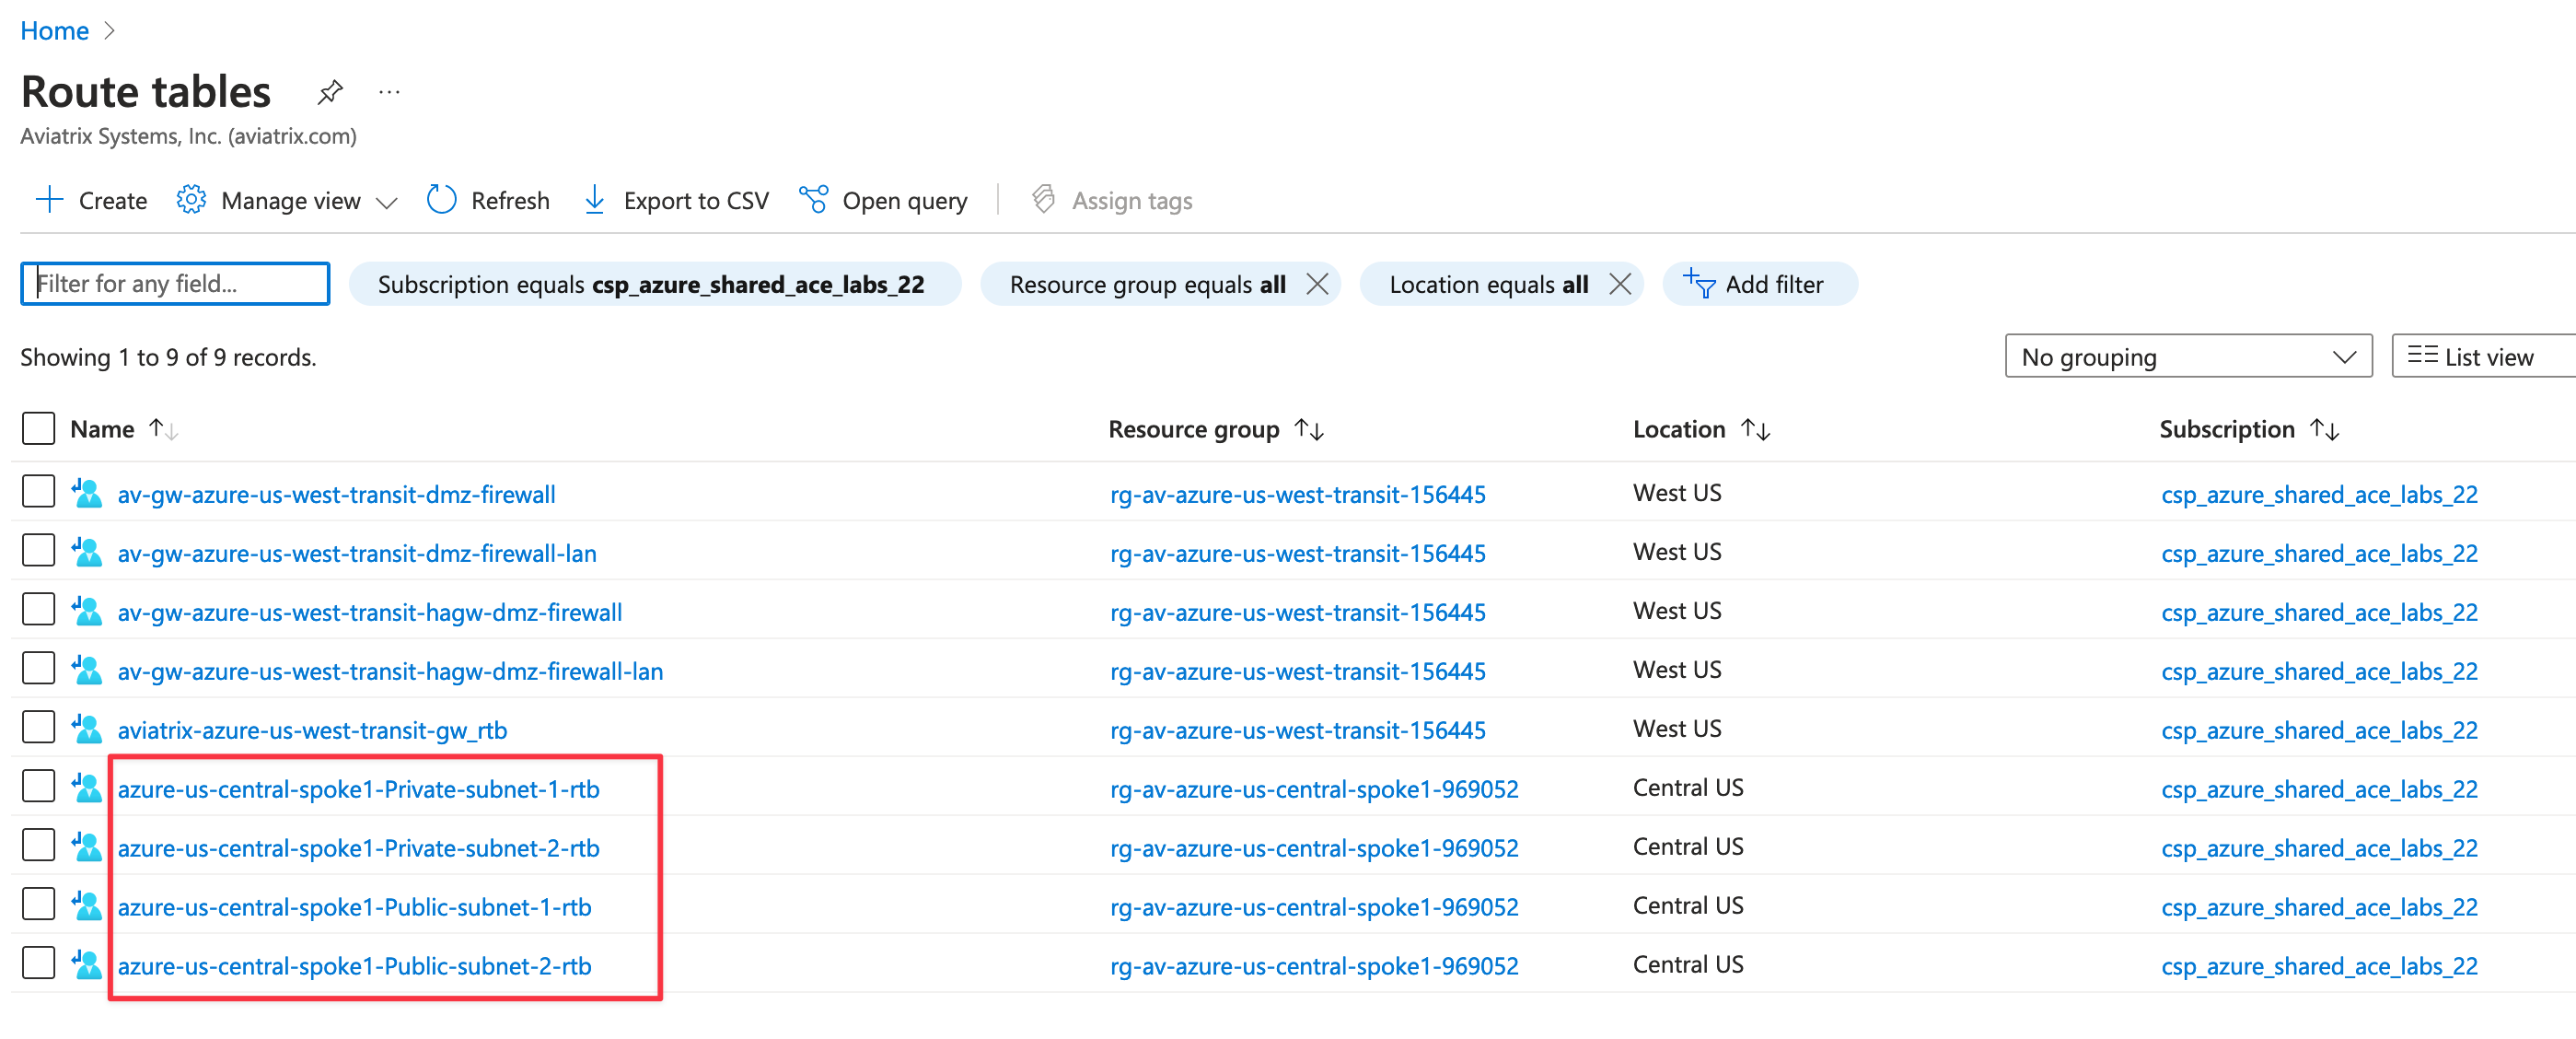 Home
Route tables ...
Aviatrix Systems, Inc. (aviatrix.com)
Create Manage view Refresh Export to CSV Open query Assign tags
Filter for any field... Subscription equals csp_azure_shared_ace_labs_22 Resource group equals all Location equals all Add filter
Showing 1 to 9 of 9 records. No grouping List view
Name Resource group Location Subscription
av-gw-azure-us-west-transit-dmz-firewall rg-av-azure-us-west-transit-156445 West US csp_azure_shared_ace_labs_22
av-gw-azure-us-west-transit-dmz-firewall-lan rg-av-azure-us-west-transit-156445 West US csp_azure_shared_ace_labs_22
av-gw-azure-us-west-transit-hagw-dmz-firewall rg-av-azure-us-west-transit-156445 West US csp_azure_shared_ace_labs_22
av-gw-azure-us-west-transit-hagw-dmz-firewall-lan rg-av-azure-us-west-transit-156445 West US csp_azure_shared_ace_labs_22
aviatrix-azure-us-west-transit-gw_rtb rg-av-azure-us-west-transit-156445 West US csp_azure_shared_ace_labs_22
azure-us-central-spoke1-Private-subnet-1-rtb rg-av-azure-us-central-spoke1-969052 Central US csp_azure_shared_ace_labs_22
azure-us-central-spoke1-Private-subnet-2-rtb rg-av-azure-us-central-spoke1-969052 Central US csp_azure_shared_ace_labs_22
azure-us-central-spoke1-Public-subnet-1-rtb rg-av-azure-us-central-spoke1-969052 Central US csp_azure_shared_ace_labs_22
azure-us-central-spoke1-Public-subnet-2-rtb rg-av-azure-us-central-spoke1-969052 Central US csp_azure_shared_ace_labs_22